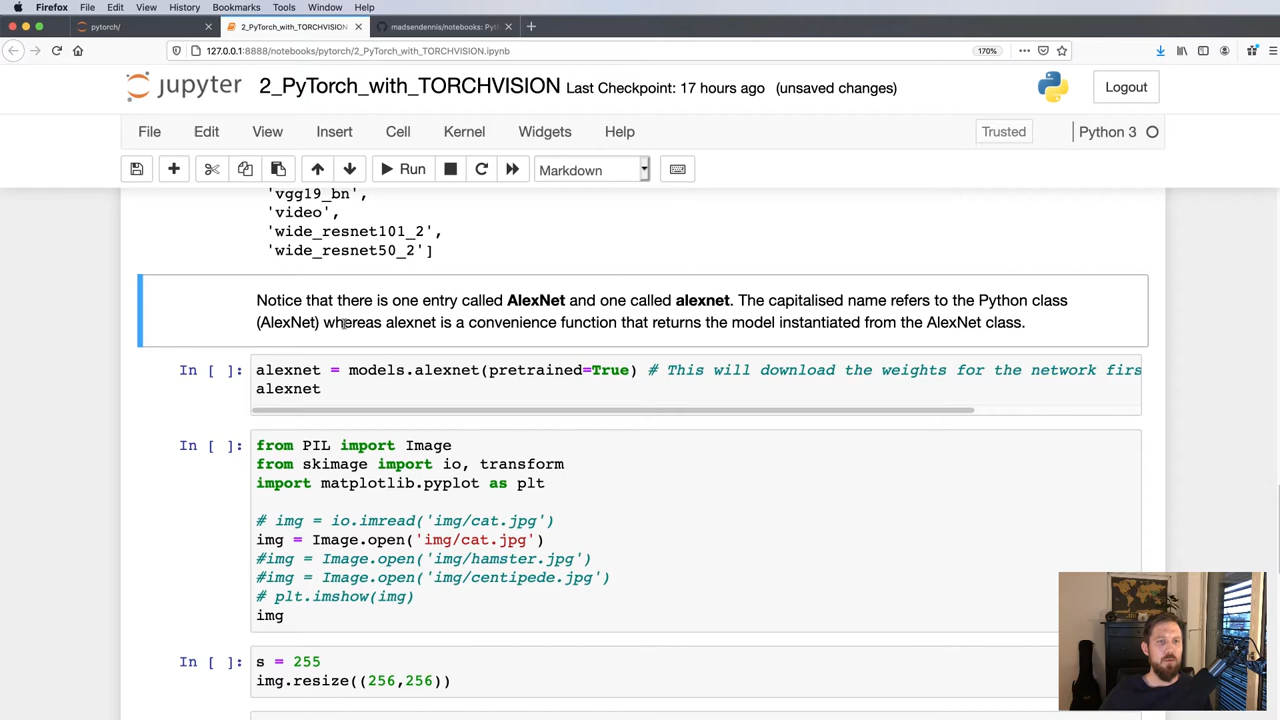 Firefox File Edit View History Bookmarks Tools Window Help
pytorch/ 2_PyTorch_with_TORCHVISION.ipynb madsendennis/notebooks: Pyt
127.0.0.1:8888/notebooks/pytorch/2_PyTorch_with_TORCHVISION.ipynb 170%
jupyter 2_PyTorch_with_TORCHVISION Last Checkpoint: 17 hours ago (unsaved changes) Logout
File Edit View Insert Cell Kernel Widgets Help Trusted Python 3
Run Markdown
'vgg19_bn',
'video',
'wide_resnet101_2',
'wide_resnet50_2']
Notice that there is one entry called AlexNet and one called alexnet. The capitalised name refers to the Python class
(AlexNet) whereas alexnet is a convenience function that returns the model instantiated from the AlexNet class.
In [ ]: alexnet = models.alexnet(pretrained=True) # This will download the weights for the network firs
alexnet
In [ ]: from PIL import Image
from skimage import io, transform
import matplotlib.pyplot as plt
# img = io.imread('img/cat.jpg')
img = Image.open('img/cat.jpg')
#img = Image.open('img/hamster.jpg')
#img = Image.open('img/centipede.jpg')
# plt.imshow(img)
img
In [ ]: s = 255
img.resize((256,256))